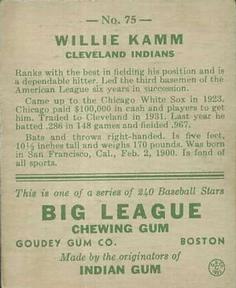 — No. 75 —
WILLIE KAMM
CLEVELAND INDIANS
Ranks with the best in fielding his position and is
a dependable hitter. Led the third basemen of the
American League six years in succession.
Came up to the Chicago White Sox in 1923.
Chicago paid $100,000 in cash and players to get
him. Traded to Cleveland in 1931. Last year he
batted .286 in 148 games and fielded .967.
Bats and throws right-handed. Is five feet,
10½ inches tall and weighs 170 pounds. Was born
in San Francisco, Cal., Feb. 2, 1900. Is fond of
all sports.
This is one of a series of 240 Baseball Stars
BIG LEAGUE
CHEWING GUM
GOUDEY GUM CO. BOSTON
Made by the originators of
INDIAN GUM